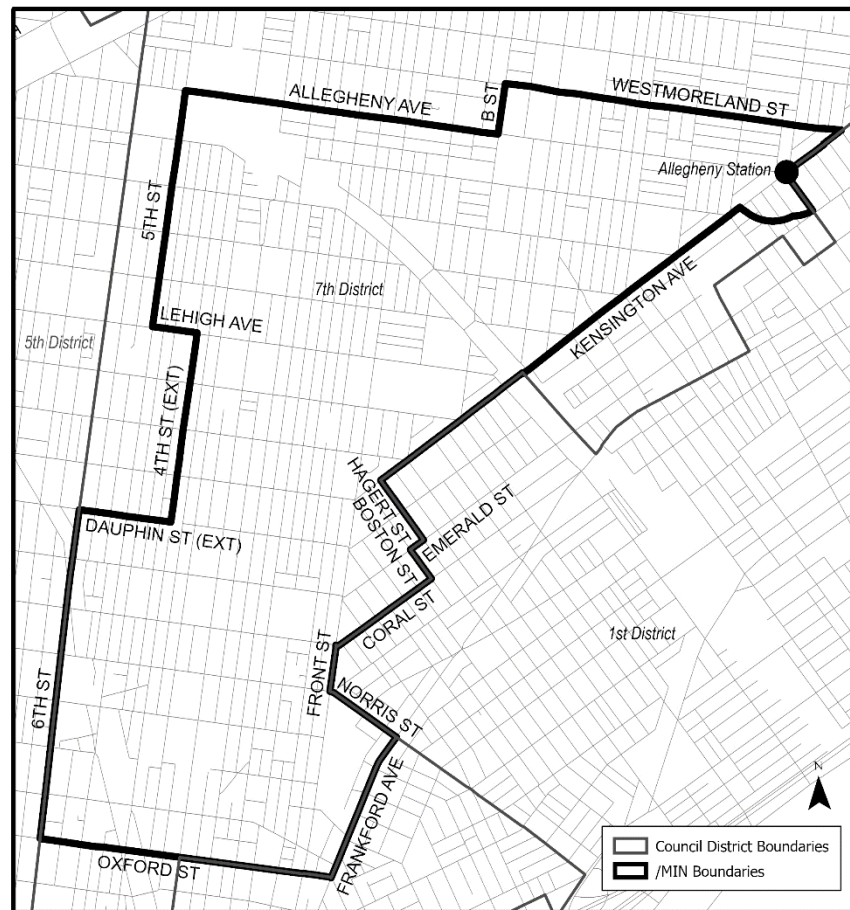 ALLEGHENY AVE
B ST
WESTMORELAND ST
Allegheny Station
5TH ST
7th District
KENSINGTON AVE
LEHIGH AVE
5th District
4TH ST (EXT)
HAGERT ST
BOSTON ST
EMERALD ST
DAUPHIN ST (EXT)
CORAL ST
1st District
FRONT ST
NORRIS ST
6TH ST
FRANKFORD AVE
OXFORD ST
N
Council District Boundaries
/MIN Boundaries